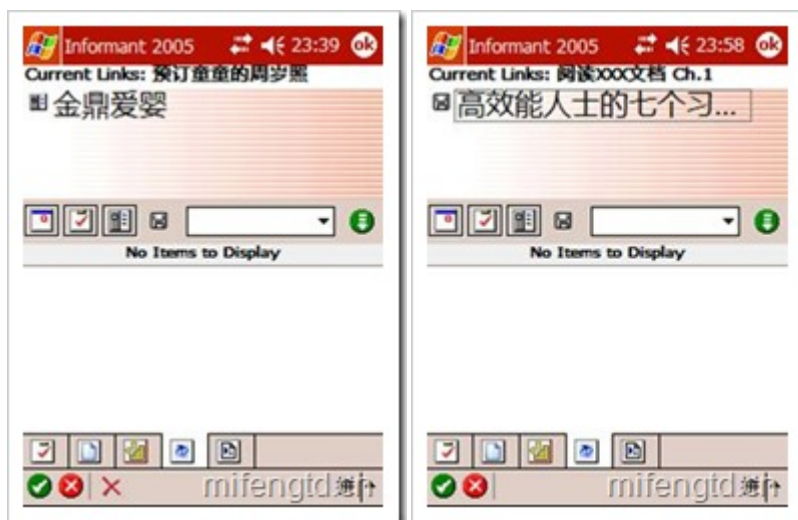 Informant 2005 23:39 ok
Current Links: 预订童童的周岁照
金鼎爱婴
No Items to Display
mifengtd.cn
Informant 2005 23:58 ok
Current Links: 阅读XXX文档 Ch.1
高效能人士的七个习...
No Items to Display
mifengtd.cn